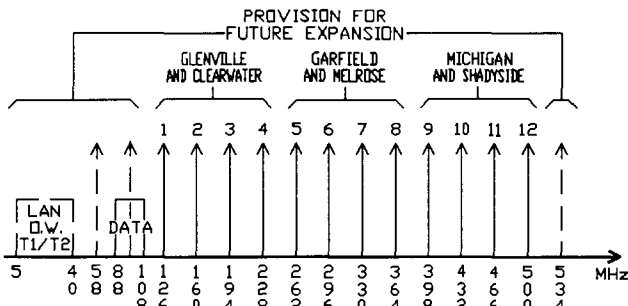 PROVISION FOR
FUTURE EXPANSION
GLENVILLE
AND CLEARWATER
GARFIELD
AND MELROSE
MICHIGAN
AND SHADYSIDE
1 2 3 4 5 6 7 8 9 10 11 12
LAN
O.W.
T1/T2
DATA
5 40 58 88 108 126 160 194 228 262 296 330 364 398 432 466 500 534 MHz